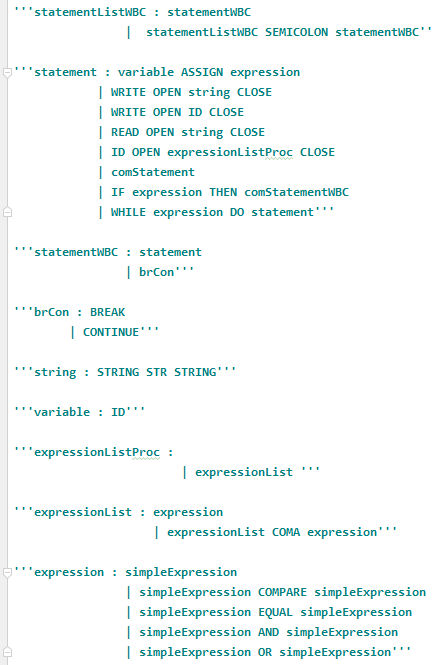 '''statementListWBC : statementWBC
| statementListWBC SEMICOLON statementWBC''
'''statement : variable ASSIGN expression
| WRITE OPEN string CLOSE
| WRITE OPEN ID CLOSE
| READ OPEN string CLOSE
| ID OPEN expressionListProc CLOSE
| comStatement
| IF expression THEN comStatementWBC
| WHILE expression DO statement'''
'''statementWBC : statement
| brCon'''
'''brCon : BREAK
| CONTINUE'''
'''string : STRING STR STRING'''
'''variable : ID'''
'''expressionListProc :
| expressionList '''
'''expressionList : expression
| expressionList COMA expression'''
'''expression : simpleExpression
| simpleExpression COMPARE simpleExpression
| simpleExpression EQUAL simpleExpression
| simpleExpression AND simpleExpression
| simpleExpression OR simpleExpression'''